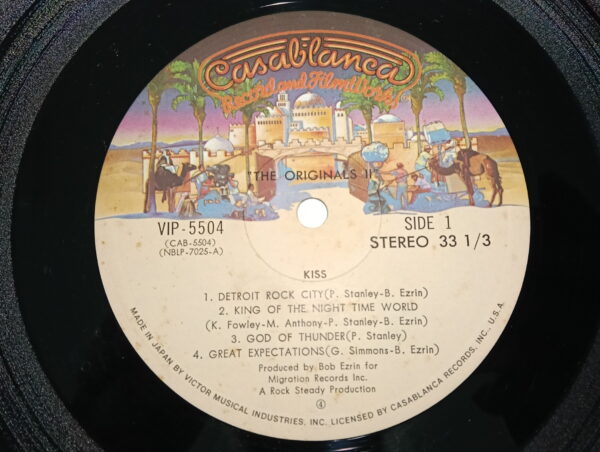 Casablanca
Record and FilmWorks
"THE ORIGINALS II"
VIP-5504
(CAB-5504)
(NBLP-7025-A)
SIDE 1
STEREO 33 1/3
KISS
1. DETROIT ROCK CITY(P. Stanley-B. Ezrin)
2. KING OF THE NIGHT TIME WORLD
(K. Fowley-M. Anthony-P. Stanley-B. Ezrin)
3. GOD OF THUNDER(P. Stanley)
4. GREAT EXPECTATIONS(G. Simmons-B. Ezrin)
Produced by Bob Ezrin for
Migration Records Inc.
A Rock Steady Production
④
MADE IN JAPAN BY VICTOR MUSICAL INDUSTRIES, INC. LICENSED BY CASABLANCA RECORDS, INC. U.S.A.